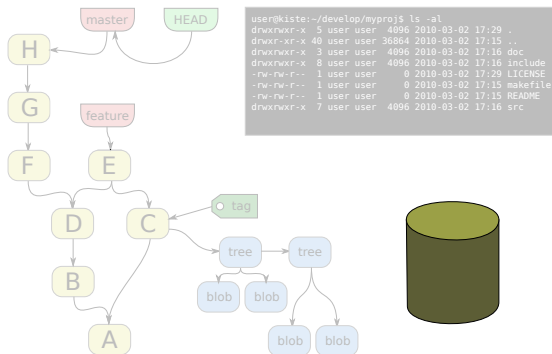 master
HEAD
H
G
feature
F
E
tag
D
C
tree
tree
B
blob
blob
A
blob
blob
user@kiste:~/develop/myproj$ ls -al
drwxrwxr-x 5 user user 4096 2010-03-02 17:29 .
drwxr-xr-x 40 user user 36864 2010-03-02 17:15 ..
drwxrwxr-x 3 user user 4096 2010-03-02 17:16 doc
drwxrwxr-x 8 user user 4096 2010-03-02 17:16 include
-rw-rw-r-- 1 user user 0 2010-03-02 17:29 LICENSE
-rw-rw-r-- 1 user user 0 2010-03-02 17:15 makefile
-rw-rw-r-- 1 user user 0 2010-03-02 17:15 README
drwxrwxr-x 7 user user 4096 2010-03-02 17:16 src